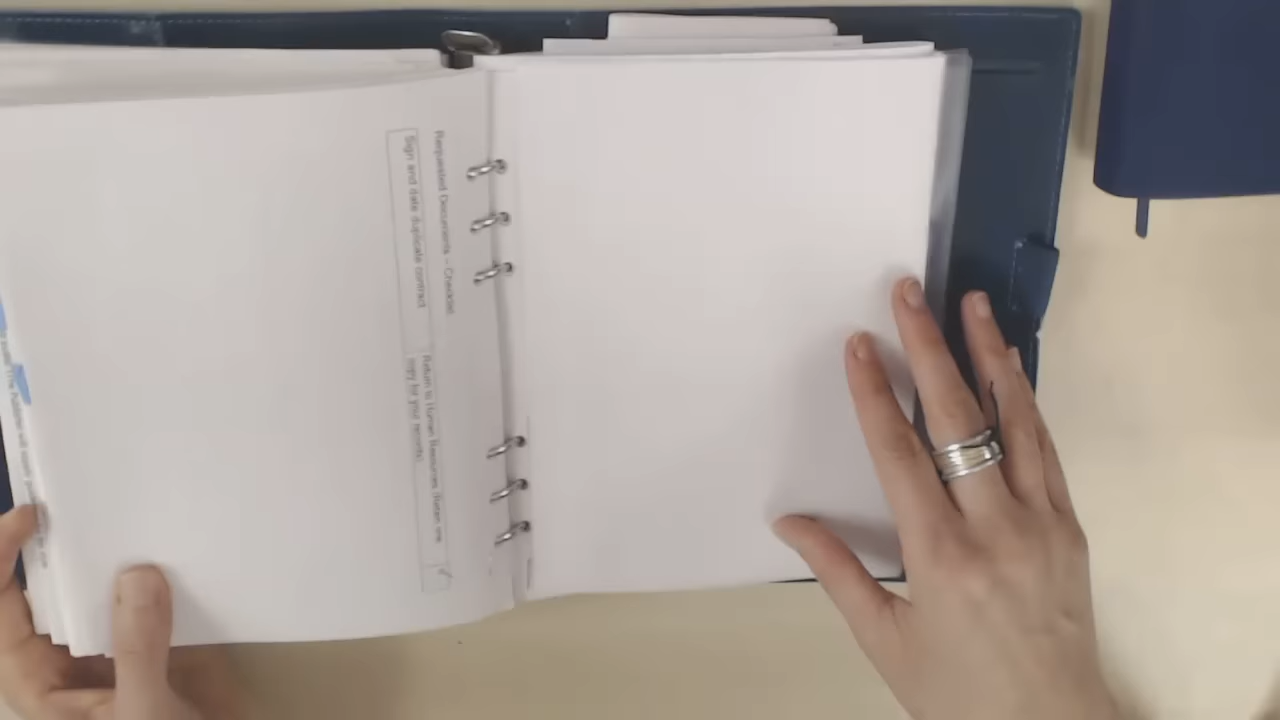 Requested Documents - Checklist
Sign and date duplicate contract
Return to Human Resources (Retain one
copy for your records)